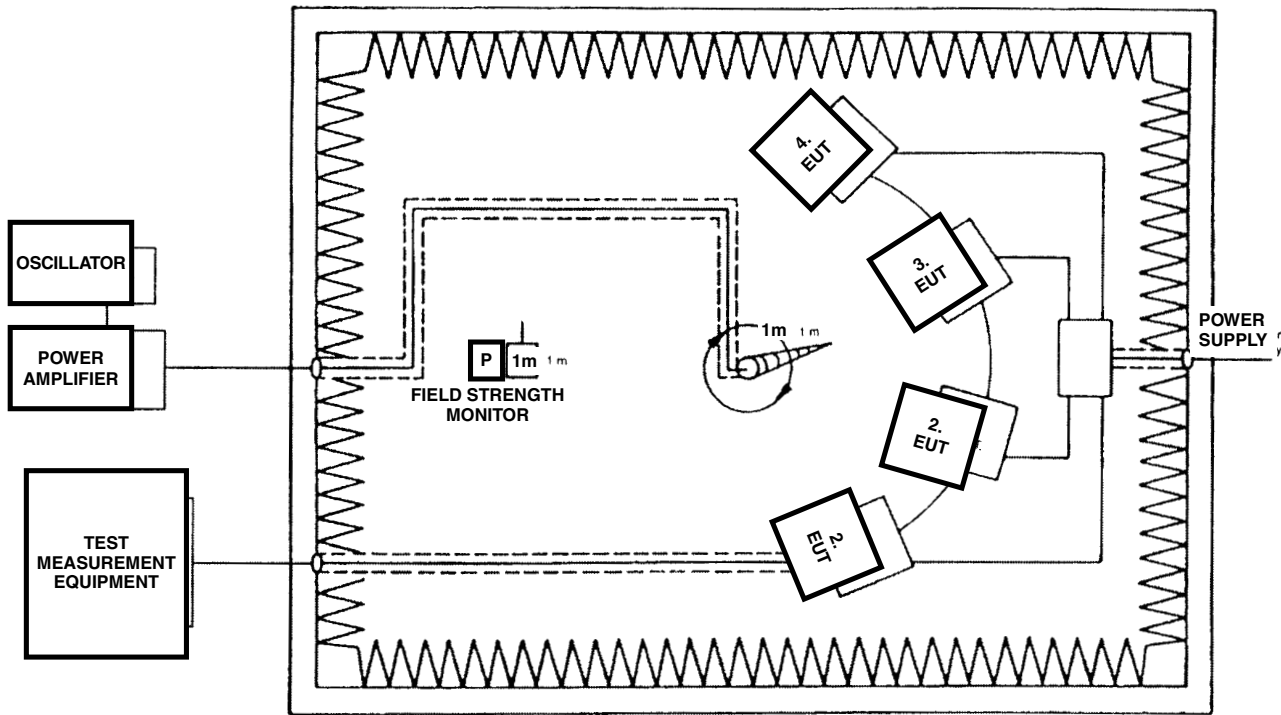 4.
EUT
OSCILLATOR
3.
EUT
POWER
AMPLIFIER
P
1m 1 m
FIELD STRENGTH
MONITOR
1m 1 m
POWER
SUPPLY
2.
EUT
2.
EUT
TEST
MEASUREMENT
EQUIPMENT